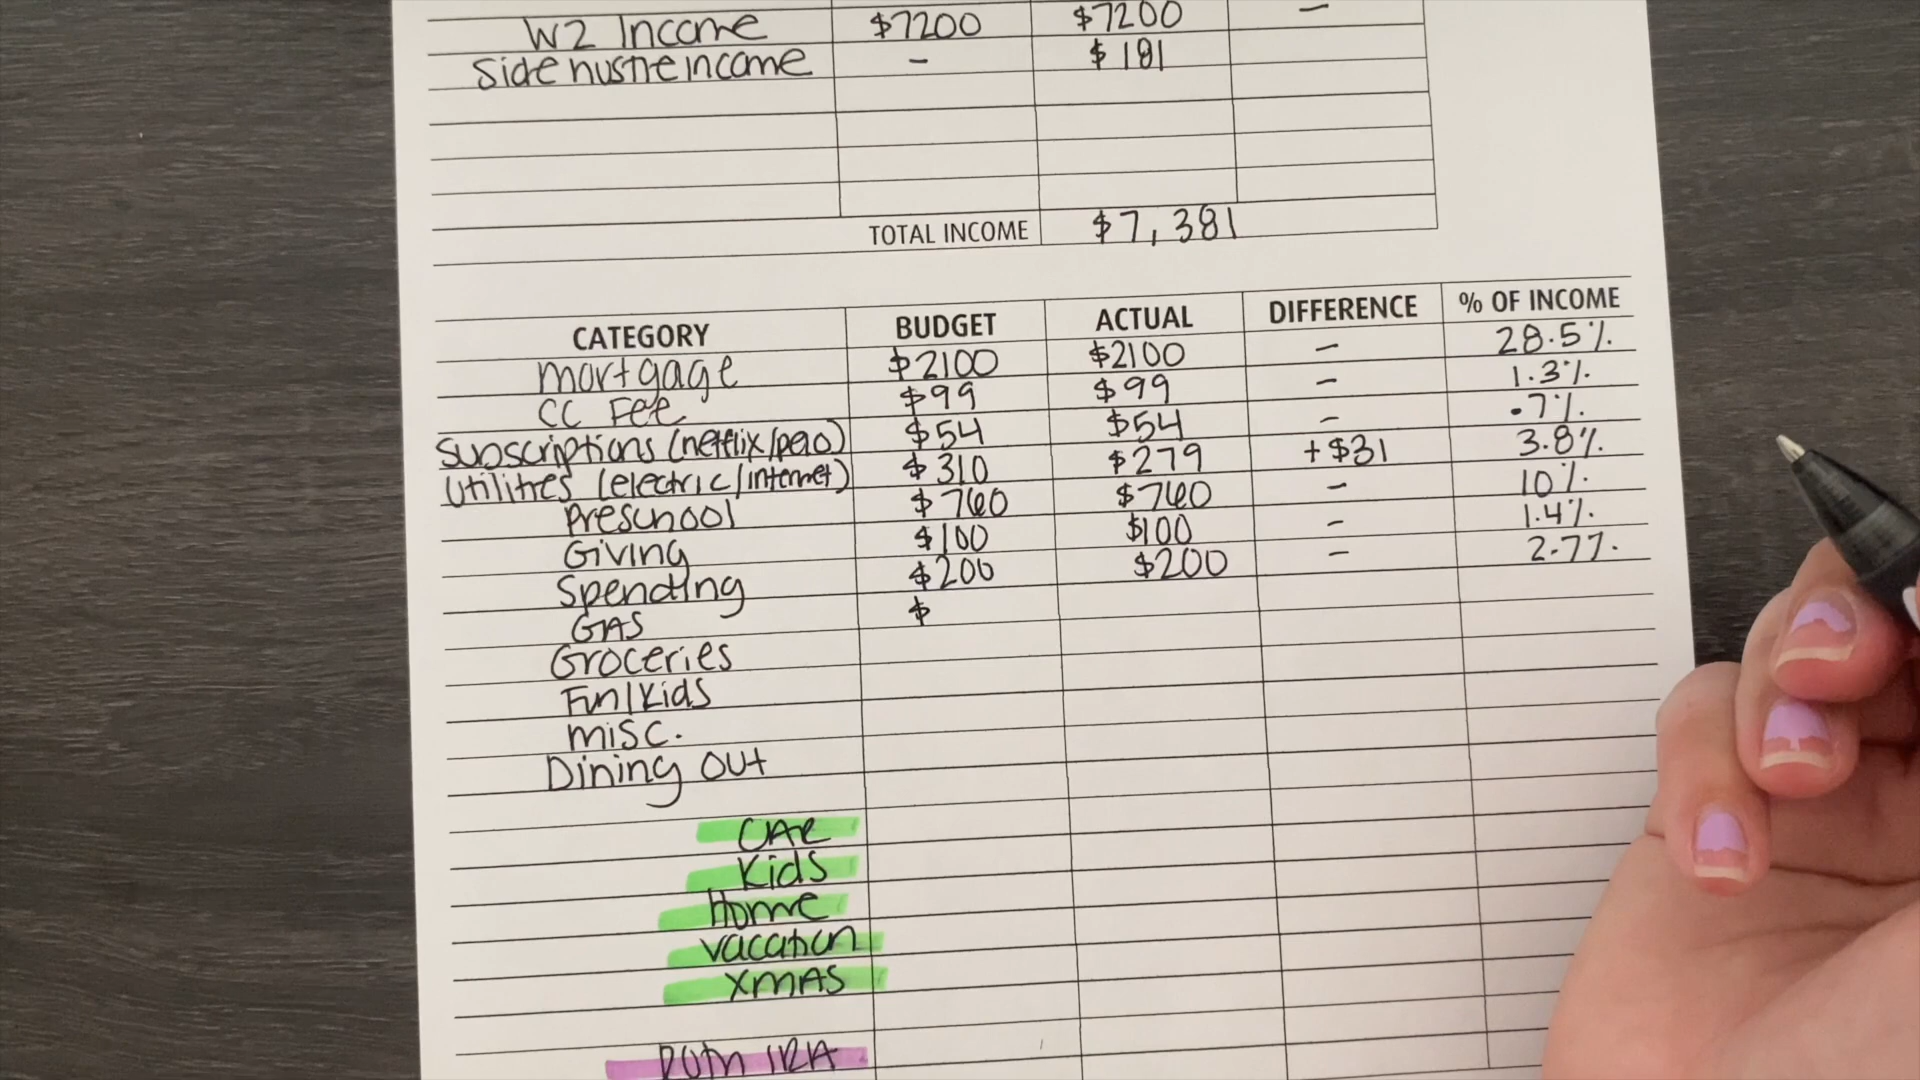 W2 Income $7200 $7200 -
Side hustle income - $181
TOTAL INCOME $7,381
CATEGORY BUDGET ACTUAL DIFFERENCE % OF INCOME
mortgage $2100 $2100 - 28.5%
CC Fee $99 $99 - 1.3%
Subscriptions (netflix/pelo) $54 $54 - .7%
Utilities (electric/internet) $310 $279 +$31 3.8%
Preschool $760 $760 - 10%
Giving $100 $100 - 1.4%
Spending $200 $200 - 2.7%
GAS $
Groceries
Fun/Kids
misc.
Dining out
CAR
Kids
Home
vacation
XMAS
ROTH IRA